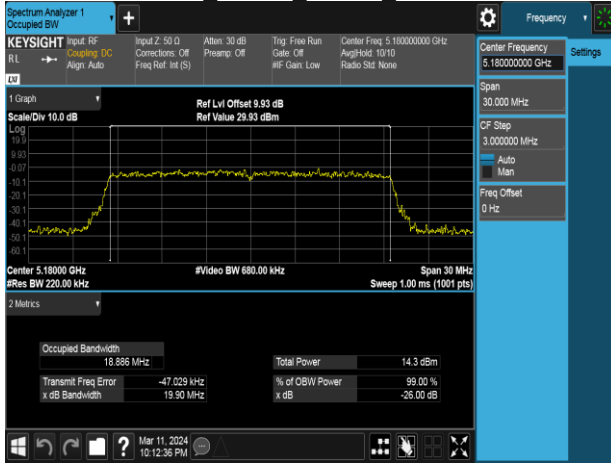 Spectrum Analyzer 1
Occupied BW
Frequency
KEYSIGHT Input: RF Input Z: 50 Ω Atten: 30 dB Trig: Free Run Center Freq: 5.180000000 GHz
RL Coupling: DC Corrections: Off Preamp: Off Gate: Off Avg|Hold: 10/10
Align: Auto Freq Ref: Int (S) #IF Gain: Low Radio Std: None
LXI
Center Frequency
5.180000000 GHz
Settings
Span
30.000 MHz
CF Step
3.000000 MHz
Auto
Man
Freq Offset
0 Hz
1 Graph
Ref Lvl Offset 9.93 dB
Scale/Div 10.0 dB Ref Value 29.93 dBm
Log
19.9
9.93
-0.07
-10.1
-20.1
-30.1
-40.1
-50.1
-60.1
Center 5.18000 GHz #Video BW 680.00 kHz Span 30 MHz
#Res BW 220.00 kHz Sweep 1.00 ms (1001 pts)
2 Metrics
Occupied Bandwidth
18.886 MHz Total Power 14.3 dBm
Transmit Freq Error -47.029 kHz % of OBW Power 99.00 %
x dB Bandwidth 19.90 MHz x dB -26.00 dB
? Mar 11, 2024
10:12:36 PM